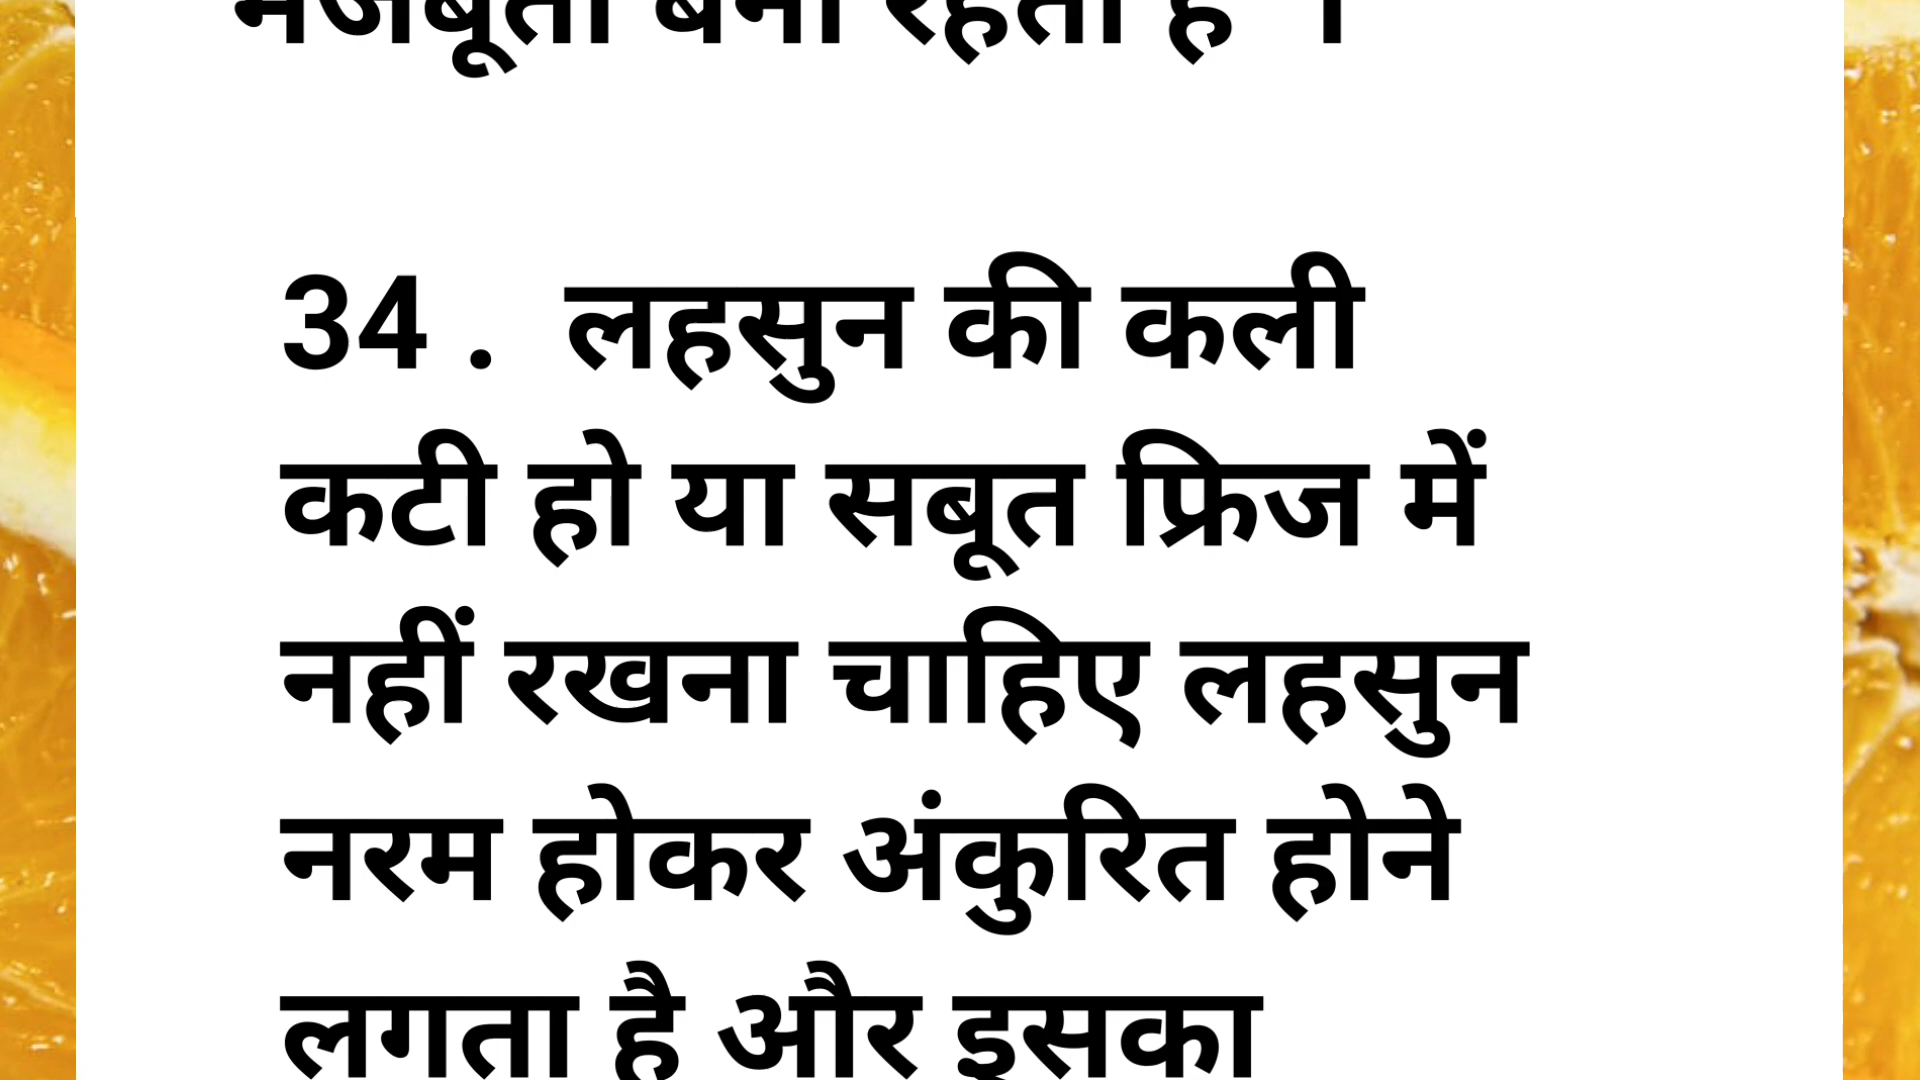 मजबूती बनी रहती है ।
34 . लहसुन की कली
कटी हो या सबूत फ्रिज में
नहीं रखना चाहिए लहसुन
नरम होकर अंकुरित होने
लगता है और इसका